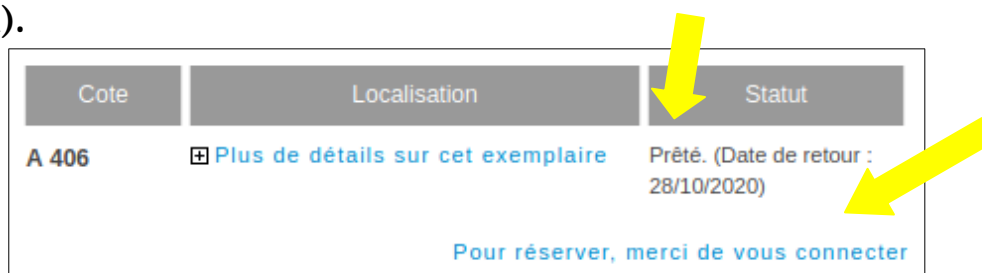 ).
Cote Localisation Statut
A 406 Plus de détails sur cet exemplaire Prêté. (Date de retour :
28/10/2020)
Pour réserver, merci de vous connecter